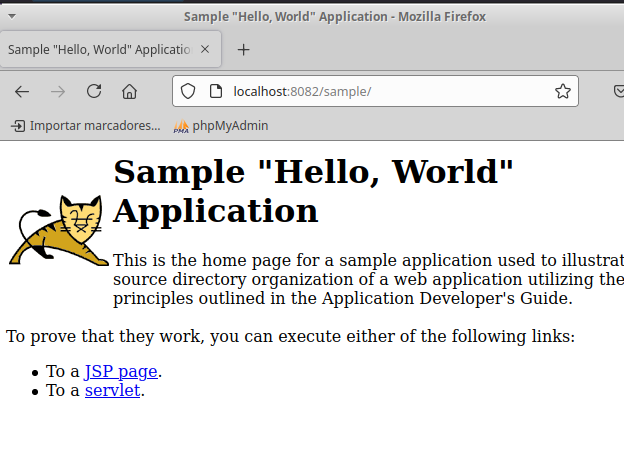 Sample "Hello, World" Application - Mozilla Firefox
Sample "Hello, World" Applicatio
localhost:8082/sample/
Importar marcadores... phpMyAdmin
PMA
Sample "Hello, World"
Application
This is the home page for a sample application used to illustrat
source directory organization of a web application utilizing the
principles outlined in the Application Developer's Guide.
To prove that they work, you can execute either of the following links:
• To a JSP page.
• To a servlet.